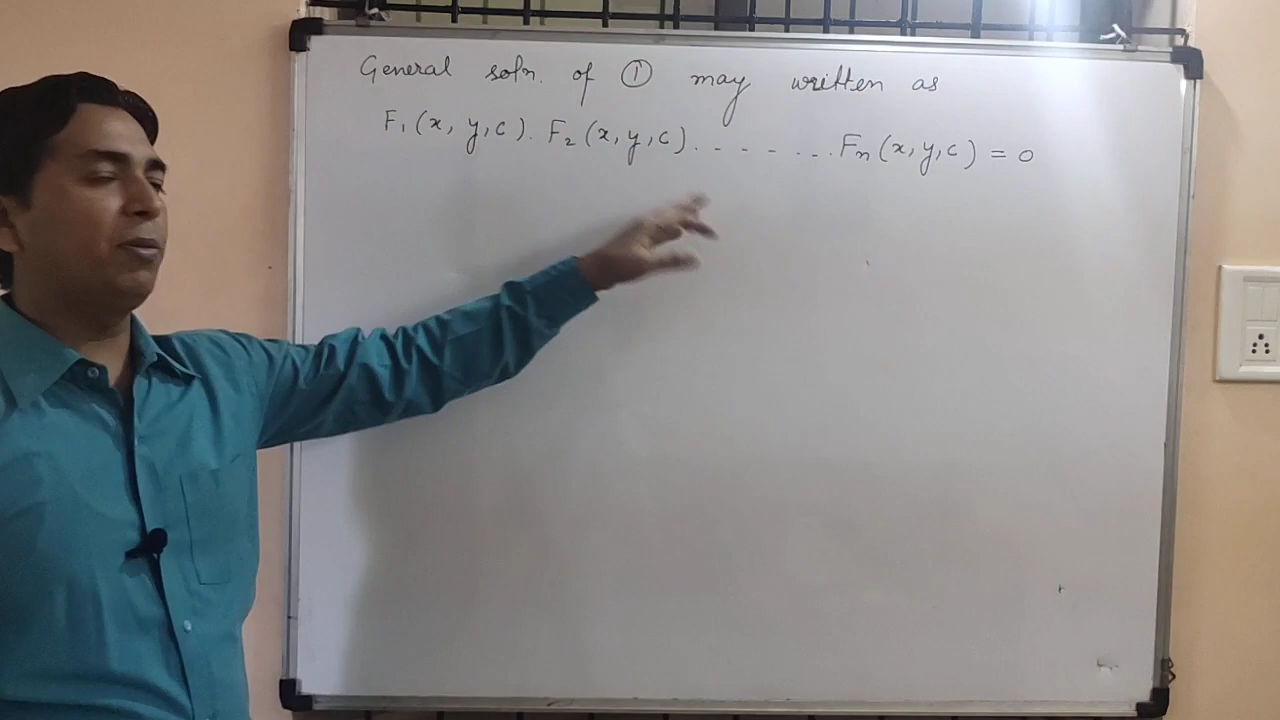 General soln. of ① may written as
F₁(x, y, c). F₂(x, y, c). . - - - ... Fₙ(x, y, c) = 0